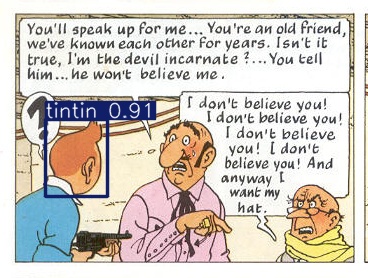 You'll speak up for me... You're an old friend,
we've known each other for years. Isn't it
true, I'm the devil incarnate?... You tell
him... he won't believe me.
?
tintin 0.91
I don't believe you!
I don't believe you!
I don't believe
you! I don't
believe you! And
anyway I
want my
hat.